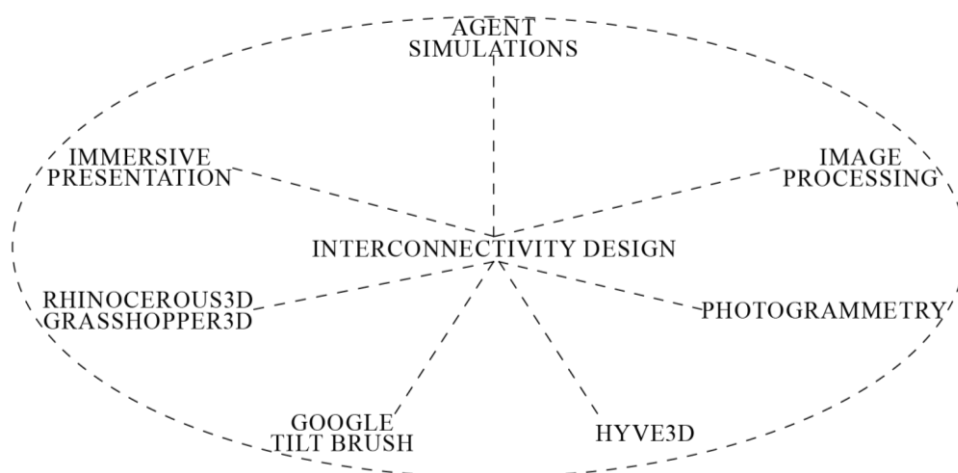 AGENT
SIMULATIONS
IMMERSIVE
PRESENTATION
IMAGE
PROCESSING
INTERCONNECTIVITY DESIGN
RHINOCEROUS3D
GRASSHOPPER3D
PHOTOGRAMMETRY
GOOGLE
TILT BRUSH
HYVE3D